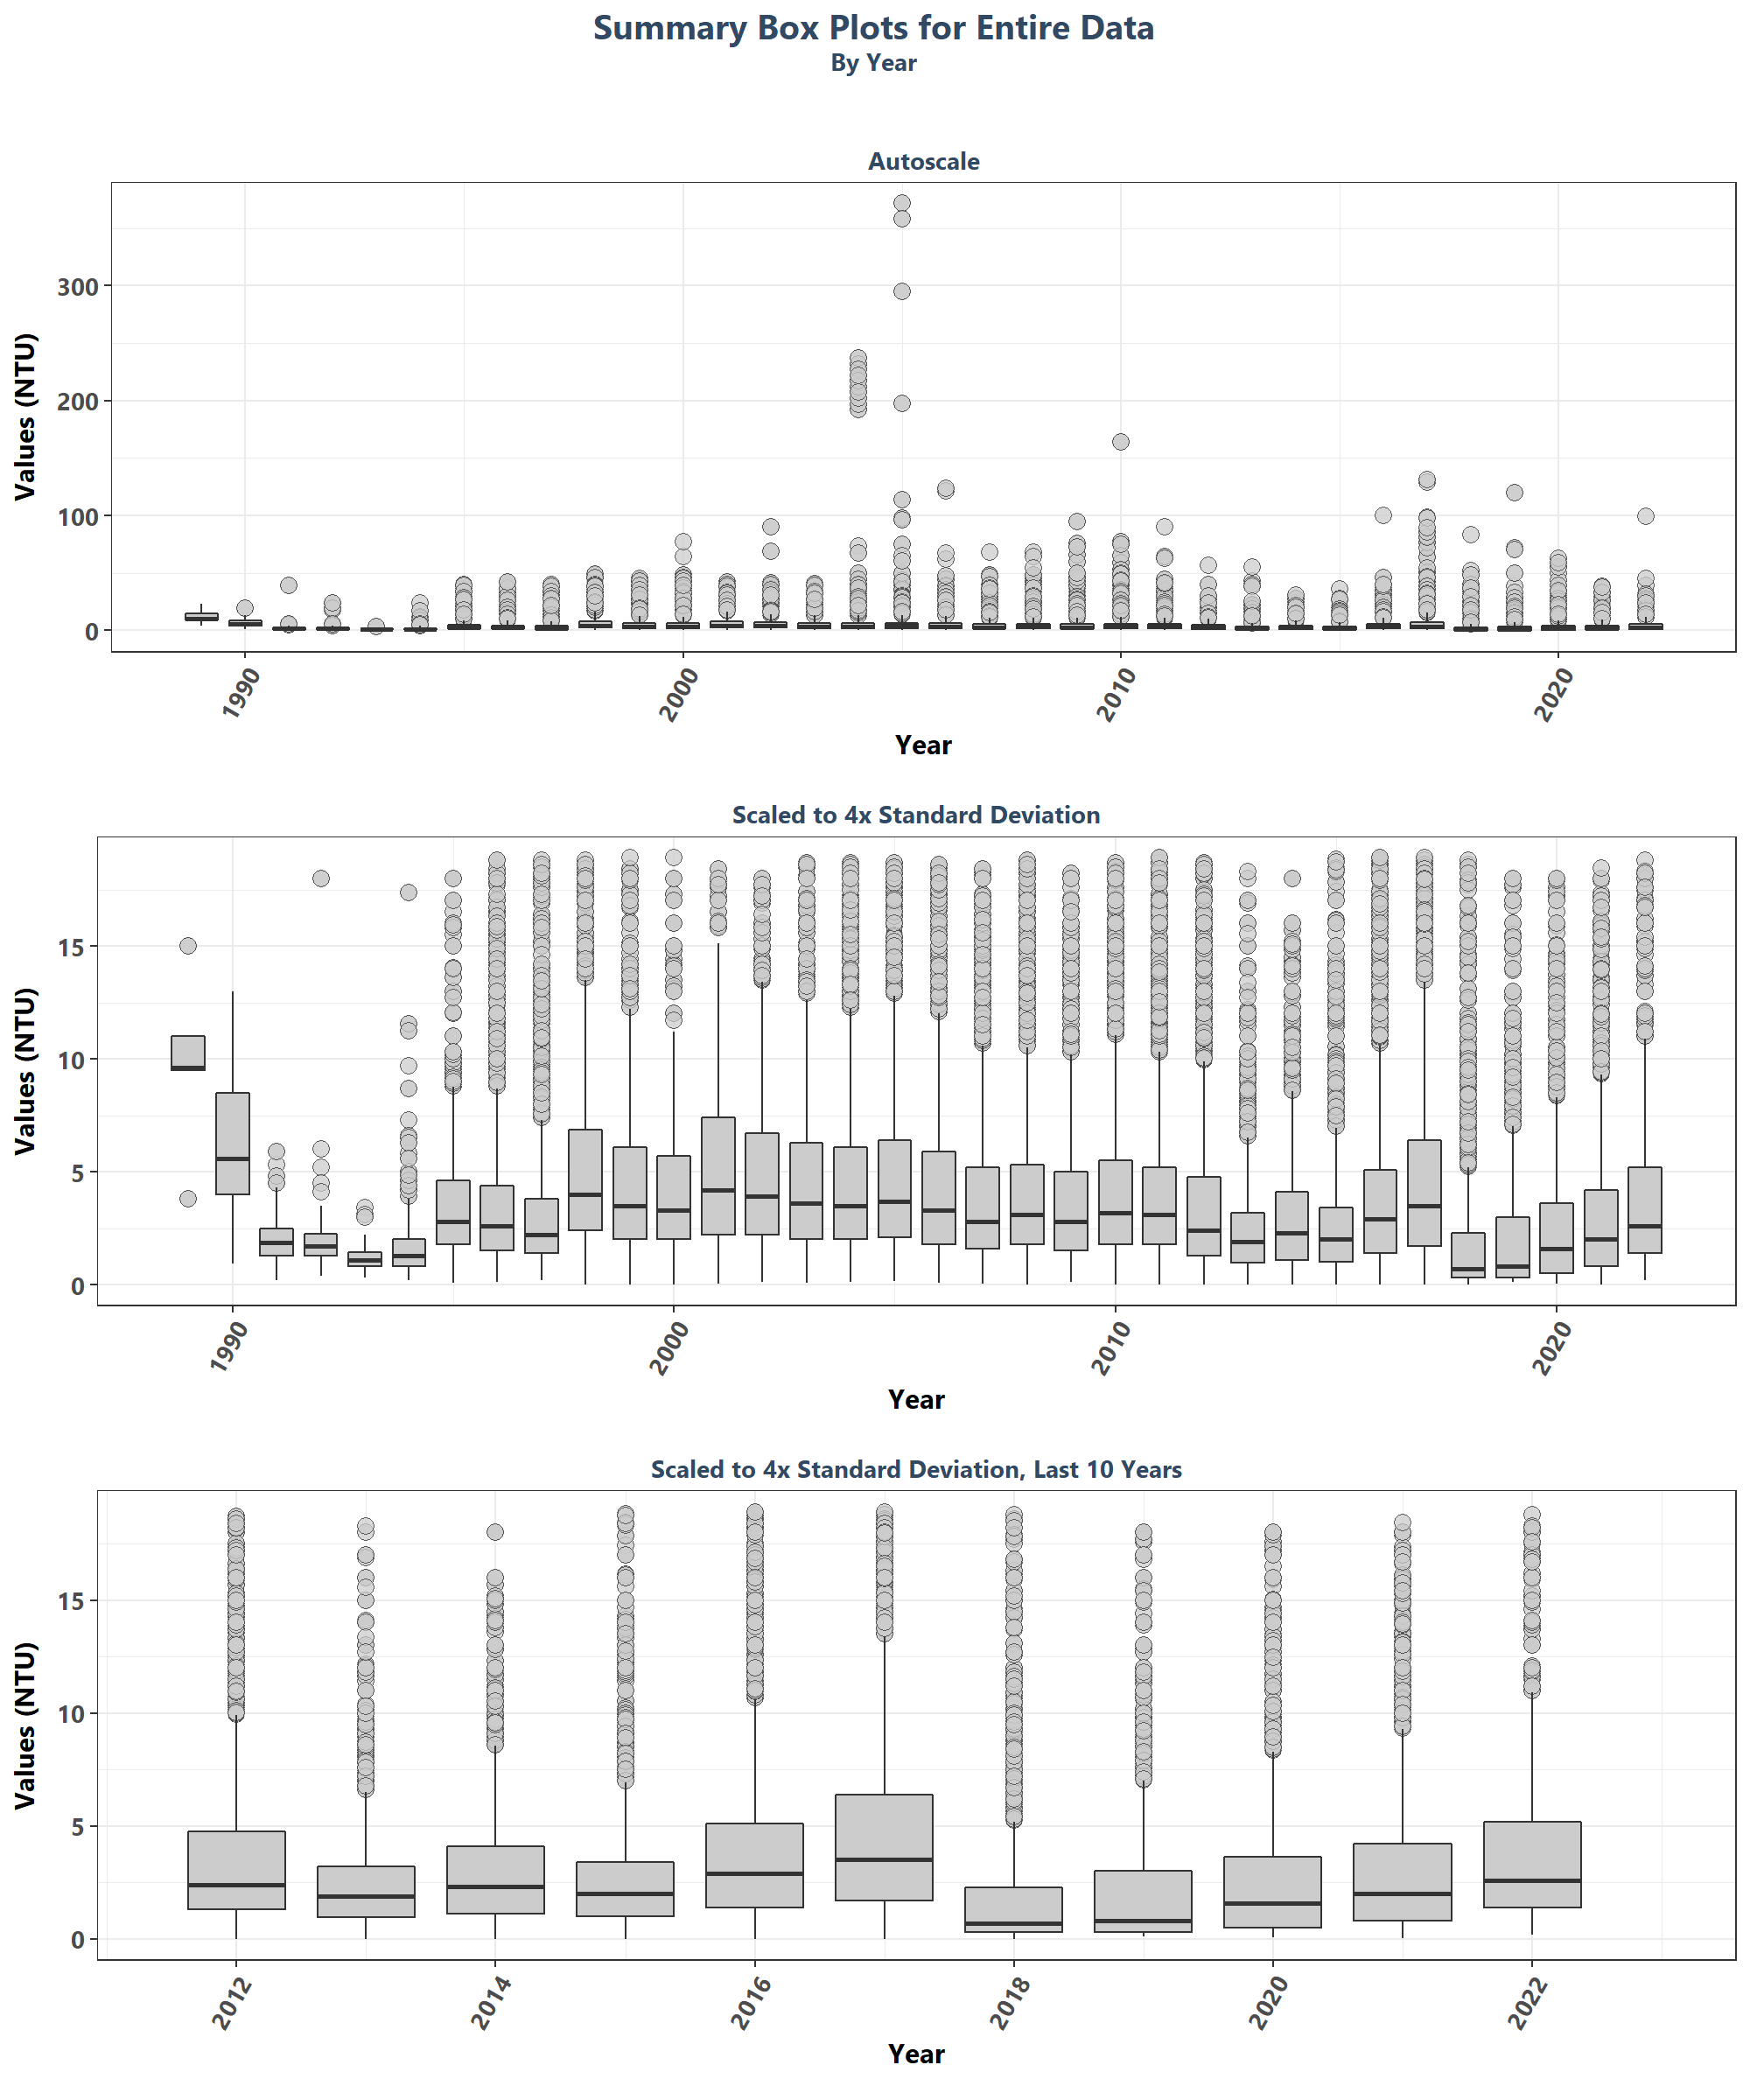 Summary Box Plots for Entire Data
By Year
Autoscale
Values (NTU)
300
200
100
0
1990
2000
2010
2020
Year
Scaled to 4x Standard Deviation
Values (NTU)
15
10
5
0
1990
2000
2010
2020
Year
Scaled to 4x Standard Deviation, Last 10 Years
Values (NTU)
15
10
5
0
2012
2014
2016
2018
2020
2022
Year